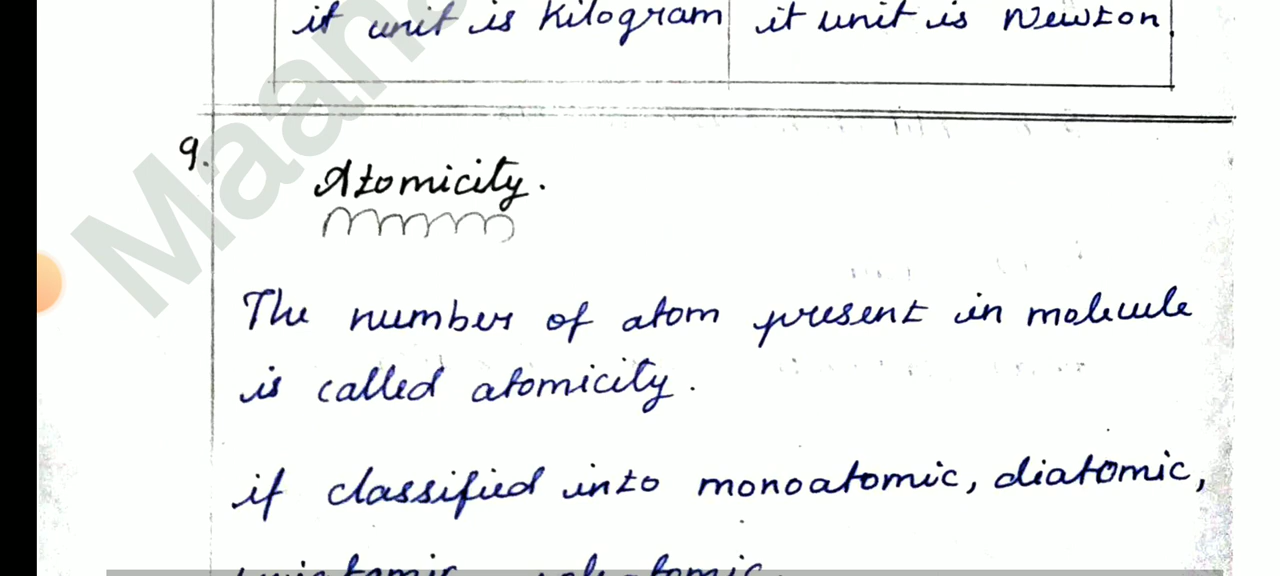 it unit is Kilogram it unit is Newton
9.
Atomicity.
The number of atom present in molecule
is called atomicity.
if classified into monoatomic, diatomic,